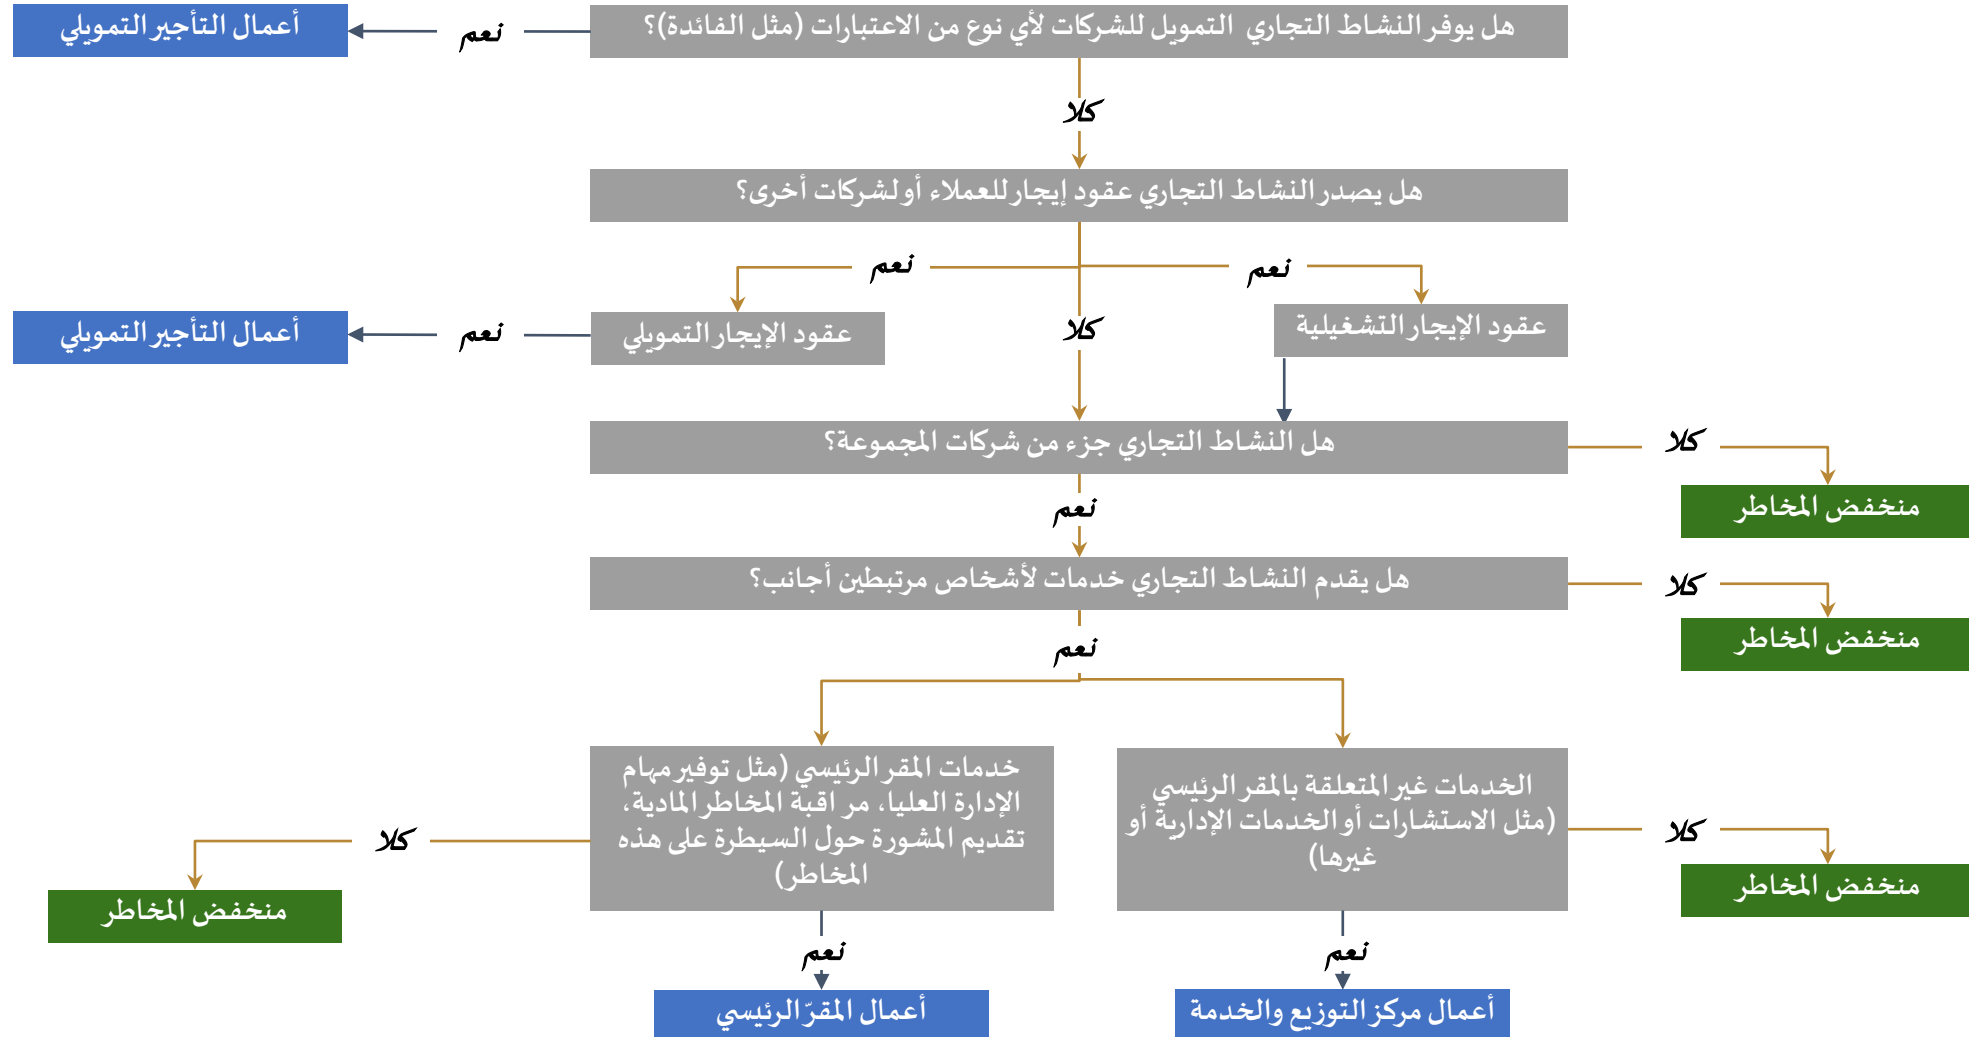 هل يوفر النشاط التجاري التمويل للشركات لأي نوع من الاعتبارات (مثل الفائدة)؟
نعم
أعمال التأجير التمويلي
كلا
هل يصدر النشاط التجاري عقود إيجار للعملاء أو لشركات أخرى؟
نعم
نعم
عقود الإيجار التشغيلية
كلا
عقود الإيجار التمويلي
نعم
أعمال التأجير التمويلي
هل النشاط التجاري جزء من شركات المجموعة؟
كلا
منخفض المخاطر
نعم
هل يقدم النشاط التجاري خدمات لأشخاص مرتبطين أجانب؟
كلا
منخفض المخاطر
نعم
الخدمات غير المتعلقة بالمقر الرئيسي
(مثل الاستشارات أو الخدمات الإدارية أو
غيرها)
كلا
منخفض المخاطر
خدمات المقر الرئيسي (مثل توفير مهام
الإدارة العليا، مراقبة المخاطر المادية،
تقديم المشورة حول السيطرة على هذه
المخاطر)
كلا
منخفض المخاطر
نعم
نعم
أعمال مركز التوزيع والخدمة
أعمال المقرّ الرئيسي